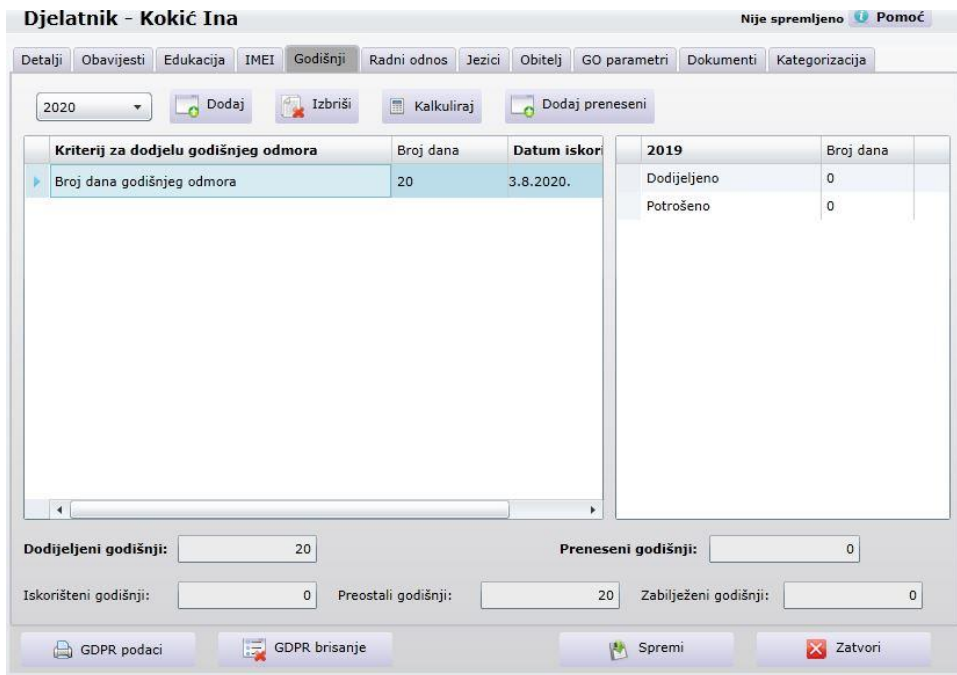 Djelatnik - Kokić Ina
Nije spremljeno Pomoć
Detalji Obavijesti Edukacija IMEI Godišnji Radni odnos Jezici Obitelj GO parametri Dokumenti Kategorizacija
2020 Dodaj Izbriši Kalkuliraj Dodaj preneseni
Kriterij za dodjelu godišnjeg odmora Broj dana Datum iskori
Broj dana godišnjeg odmora 20 3.8.2020.
2019 Broj dana
Dodijeljeno 0
Potrošeno 0
Dodijeljeni godišnji: 20 Preneseni godišnji: 0
Iskorišteni godišnji: 0 Preostali godišnji: 20 Zabilježeni godišnji: 0
GDPR podaci GDPR brisanje Spremi Zatvori